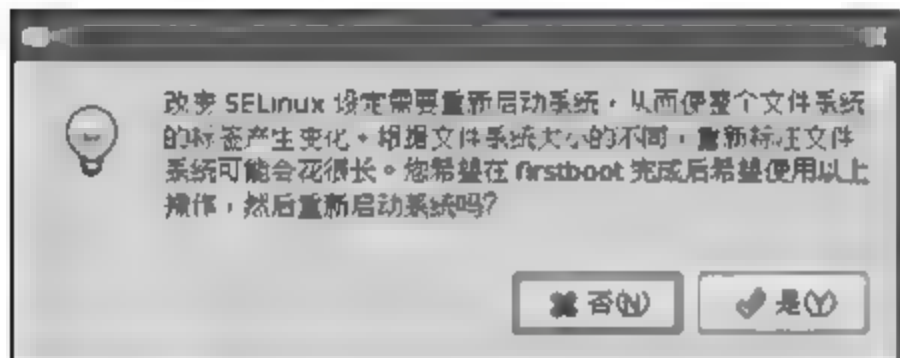 改变 SELinux 设定需要重新启动系统，从而使整个文件系统
的标签产生变化。根据文件系统大小的不同，重新标注文件
系统可能会花很长。您希望在 firstboot 完成后希望使用以上
操作，然后重新启动系统吗?
否(N)
是(Y)